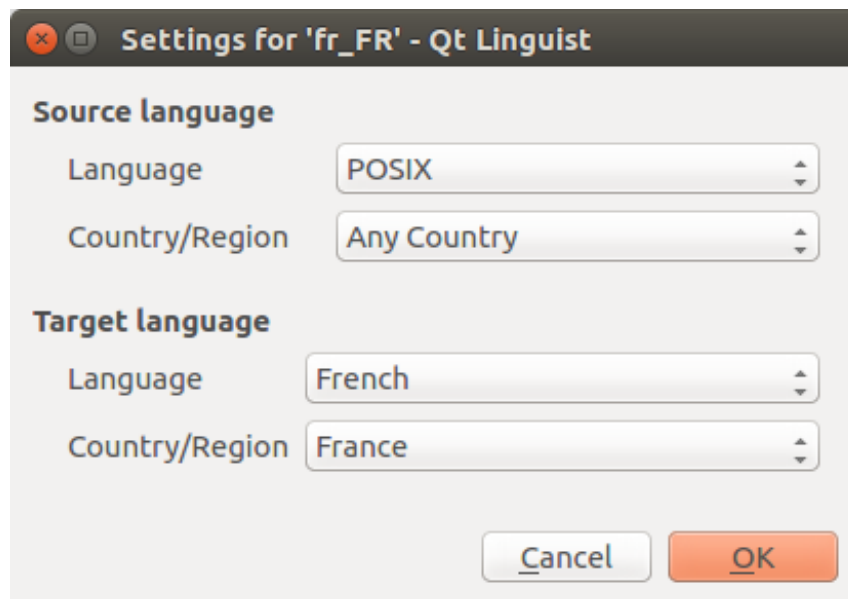 Settings for 'fr_FR' - Qt Linguist
Source language
Language POSIX
Country/Region Any Country
Target language
Language French
Country/Region France
Cancel OK